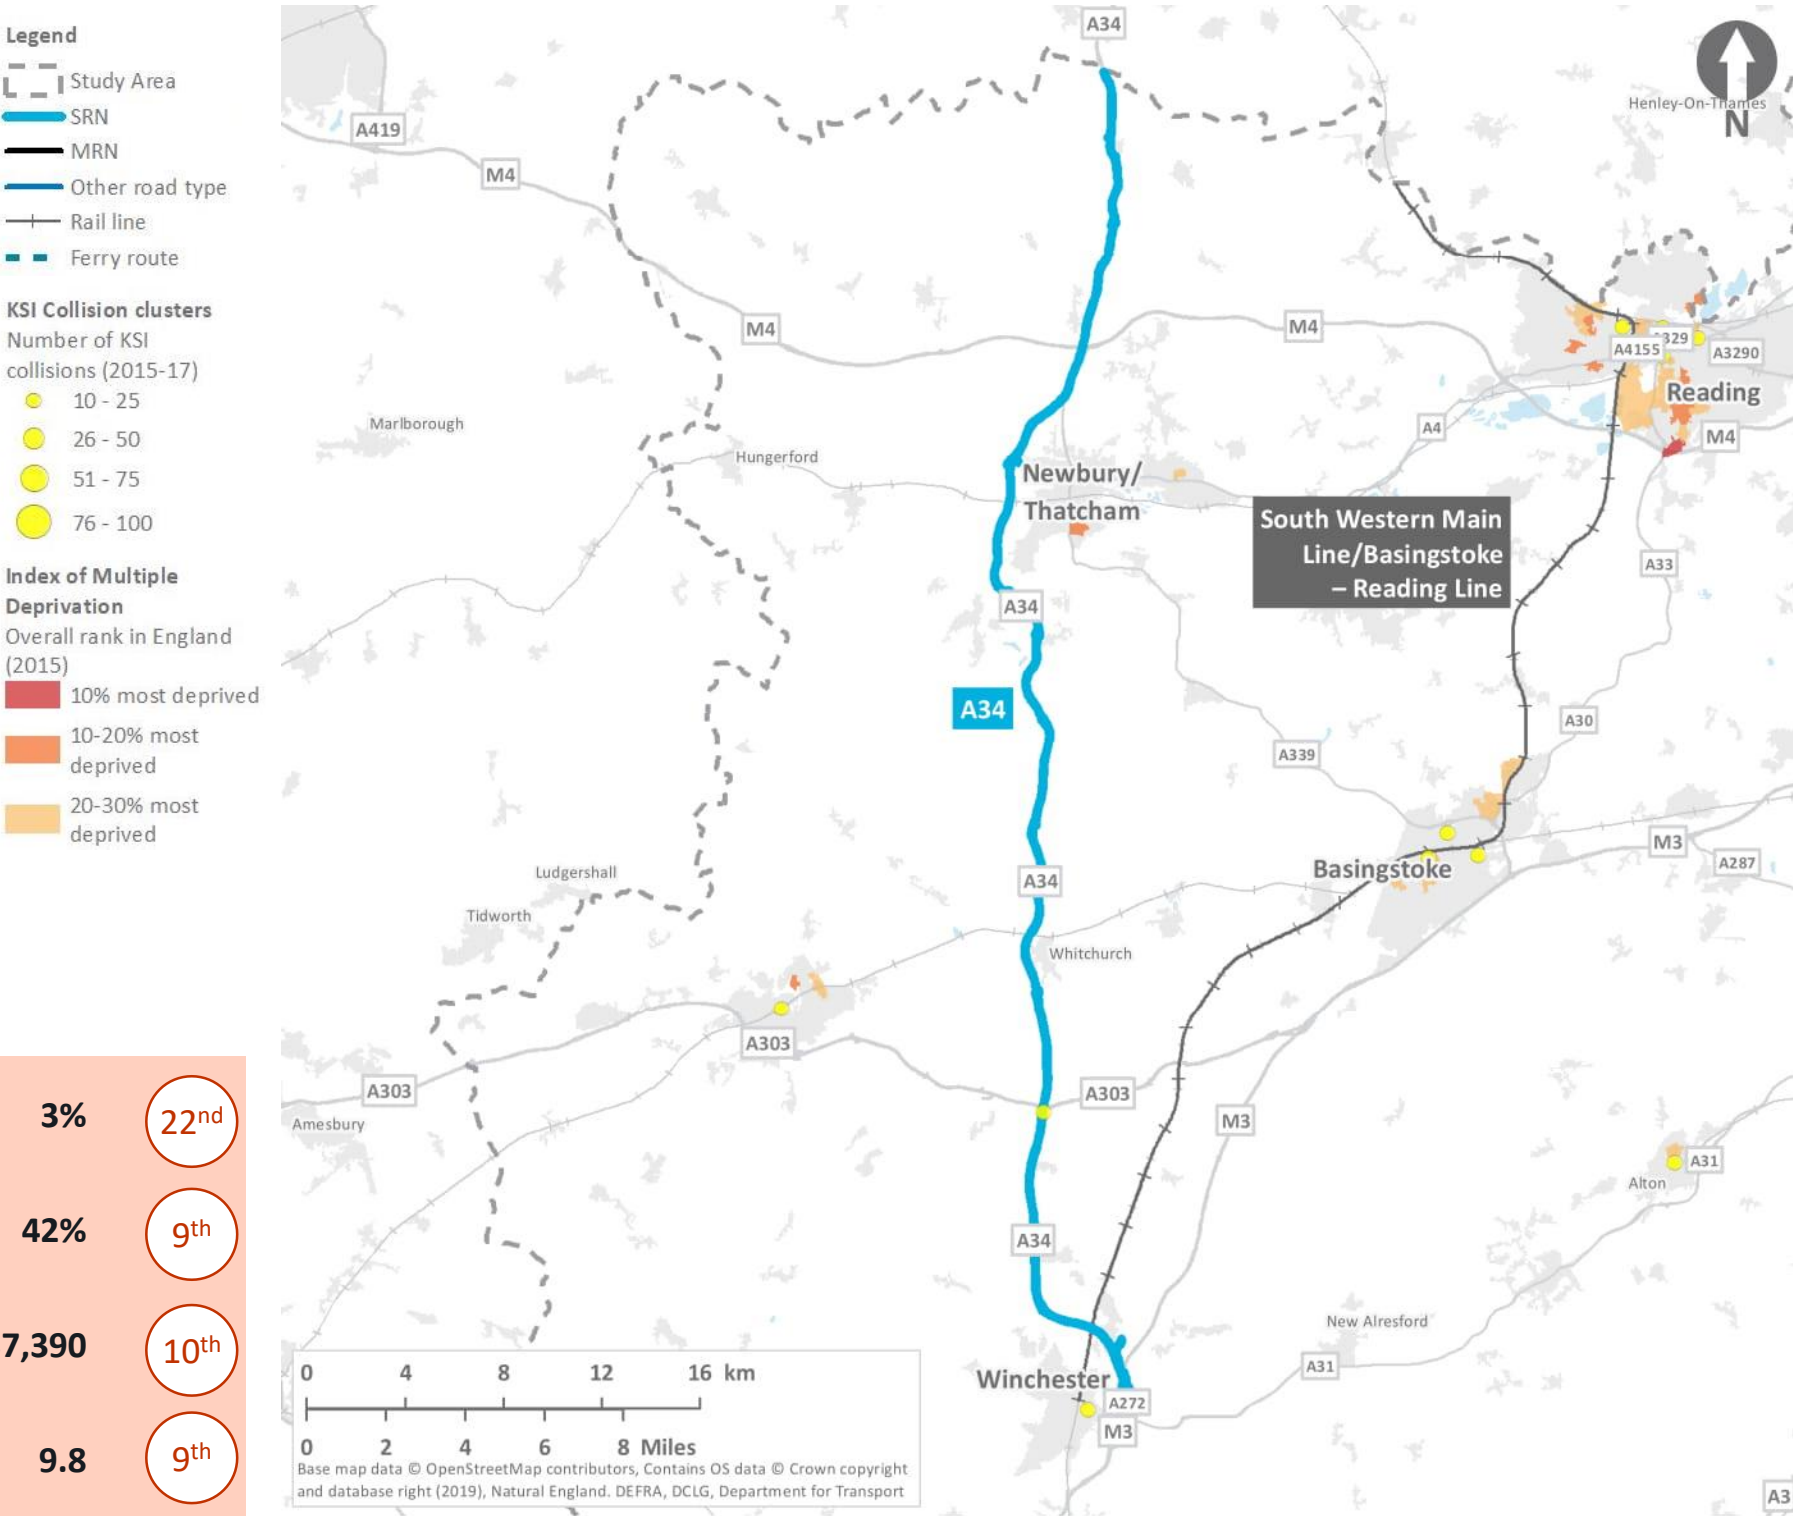 Legend
Study Area
SRN
MRN
Other road type
Rail line
Ferry route
KSI Collision clusters
Number of KSI
collisions (2015-17)
10 - 25
26 - 50
51 - 75
76 - 100
Index of Multiple
Deprivation
Overall rank in England
(2015)
10% most deprived
10-20% most
deprived
20-30% most
deprived
3%
22nd
42%
9th
7,390
10th
9.8
9th
A34
N
Henley-On-Thames
A419
M4
M4
M4
A329
A4155
A3290
Reading
M4
A4
Marlborough
Hungerford
Newbury/
Thatcham
South Western Main
Line/Basingstoke
– Reading Line
A33
A34
A34
A30
A339
M3
A287
Basingstoke
Ludgershall
Tidworth
A34
Whitchurch
A303
A303
A303
Amesbury
M3
A31
Alton
A34
New Alresford
A31
Winchester
A272
M3
A3
0 4 8 12 16 km
0 2 4 6 8 Miles
Base map data © OpenStreetMap contributors, Contains OS data © Crown copyright
and database right (2019), Natural England. DEFRA, DCLG, Department for Transport